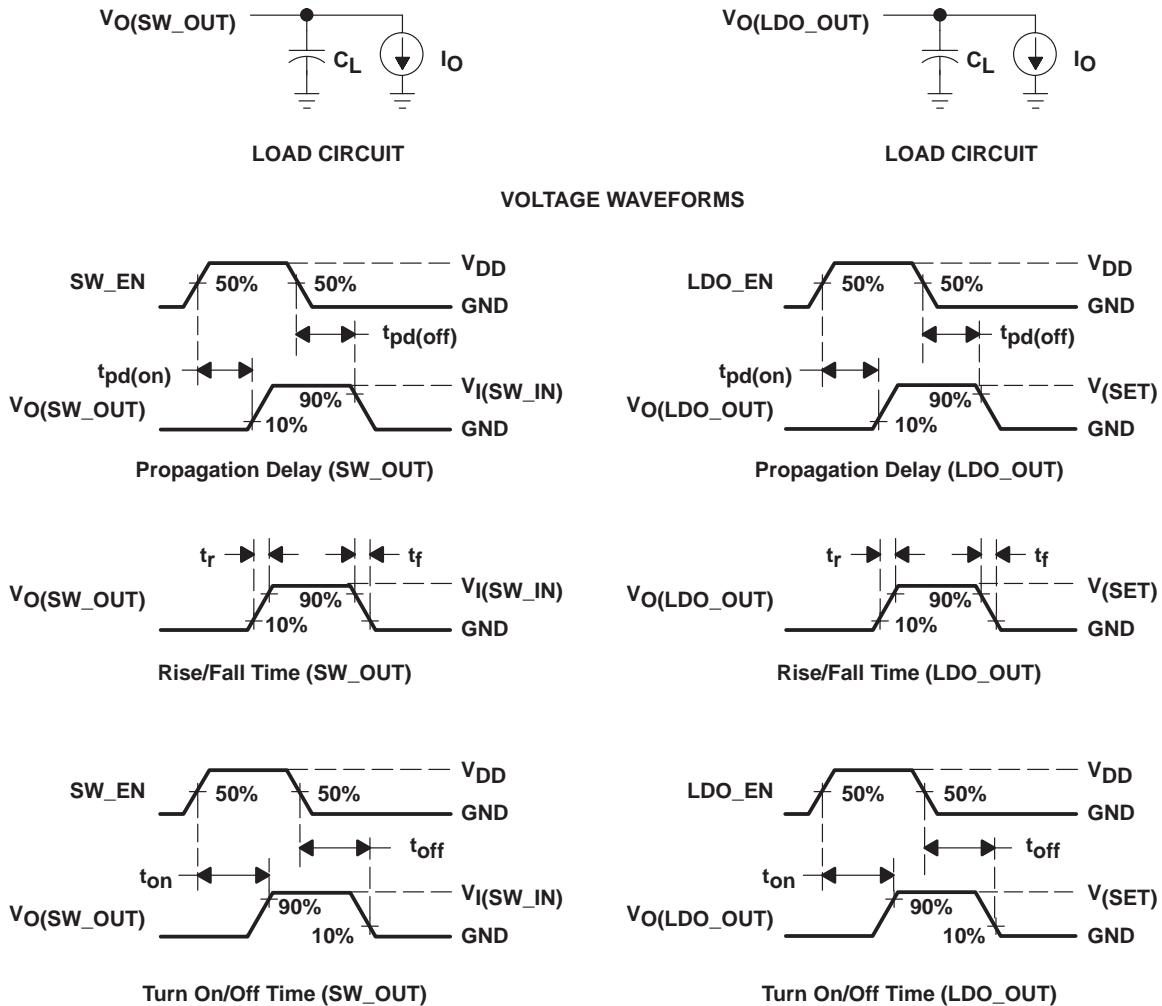 VO(SW_OUT)
CL
IO
LOAD CIRCUIT
VO(LDO_OUT)
CL
IO
LOAD CIRCUIT
VOLTAGE WAVEFORMS
SW_EN
50%
50%
VDD
GND
tpd(off)
tpd(on)
VO(SW_OUT)
10%
90%
VI(SW_IN)
GND
Propagation Delay (SW_OUT)
LDO_EN
50%
50%
VDD
GND
tpd(off)
tpd(on)
VO(LDO_OUT)
10%
90%
V(SET)
GND
Propagation Delay (LDO_OUT)
tr
tf
VO(SW_OUT)
10%
90%
VI(SW_IN)
GND
Rise/Fall Time (SW_OUT)
tr
tf
VO(LDO_OUT)
10%
90%
V(SET)
GND
Rise/Fall Time (LDO_OUT)
SW_EN
50%
50%
VDD
GND
toff
ton
VO(SW_OUT)
90%
10%
VI(SW_IN)
GND
Turn On/Off Time (SW_OUT)
LDO_EN
50%
50%
VDD
GND
toff
ton
VO(LDO_OUT)
90%
10%
V(SET)
GND
Turn On/Off Time (LDO_OUT)